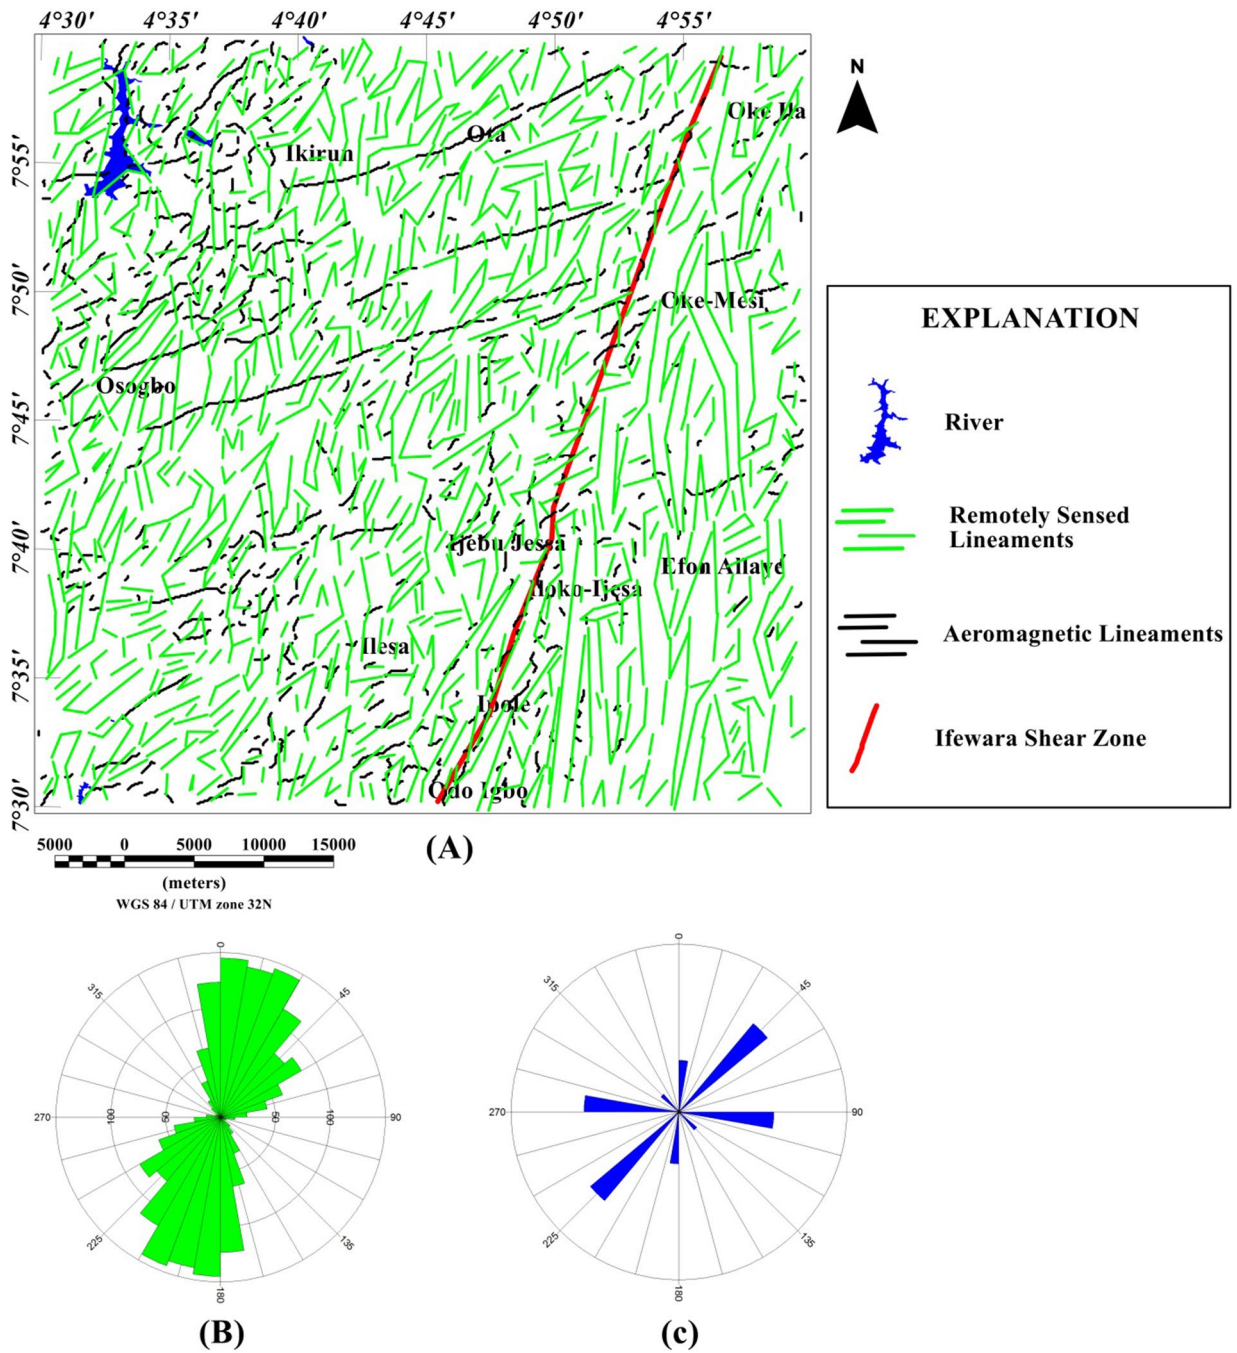 4°30' 4°35' 4°40' 4°45' 4°50' 4°55'
7°55'
7°50'
7°45'
7°40'
7°35'
7°30'
Oke Ila
Ota
Ikirun
Oke-Mesi
Osogbo
Ijebu Jessa
Efon Ailaye
Iloko-Ijesa
Ilesa
Ipole
Odo Igbo
N
EXPLANATION
River
Remotely Sensed
Lineaments
Aeromagnetic Lineaments
Ifewara Shear Zone
5000 0 5000 10000 15000
(meters)
WGS 84 / UTM zone 32N
(A)
0
315 45
270 100 50 50 100 90
225 135
180
(B)
0
315 45
270 90
225 135
180
(c)